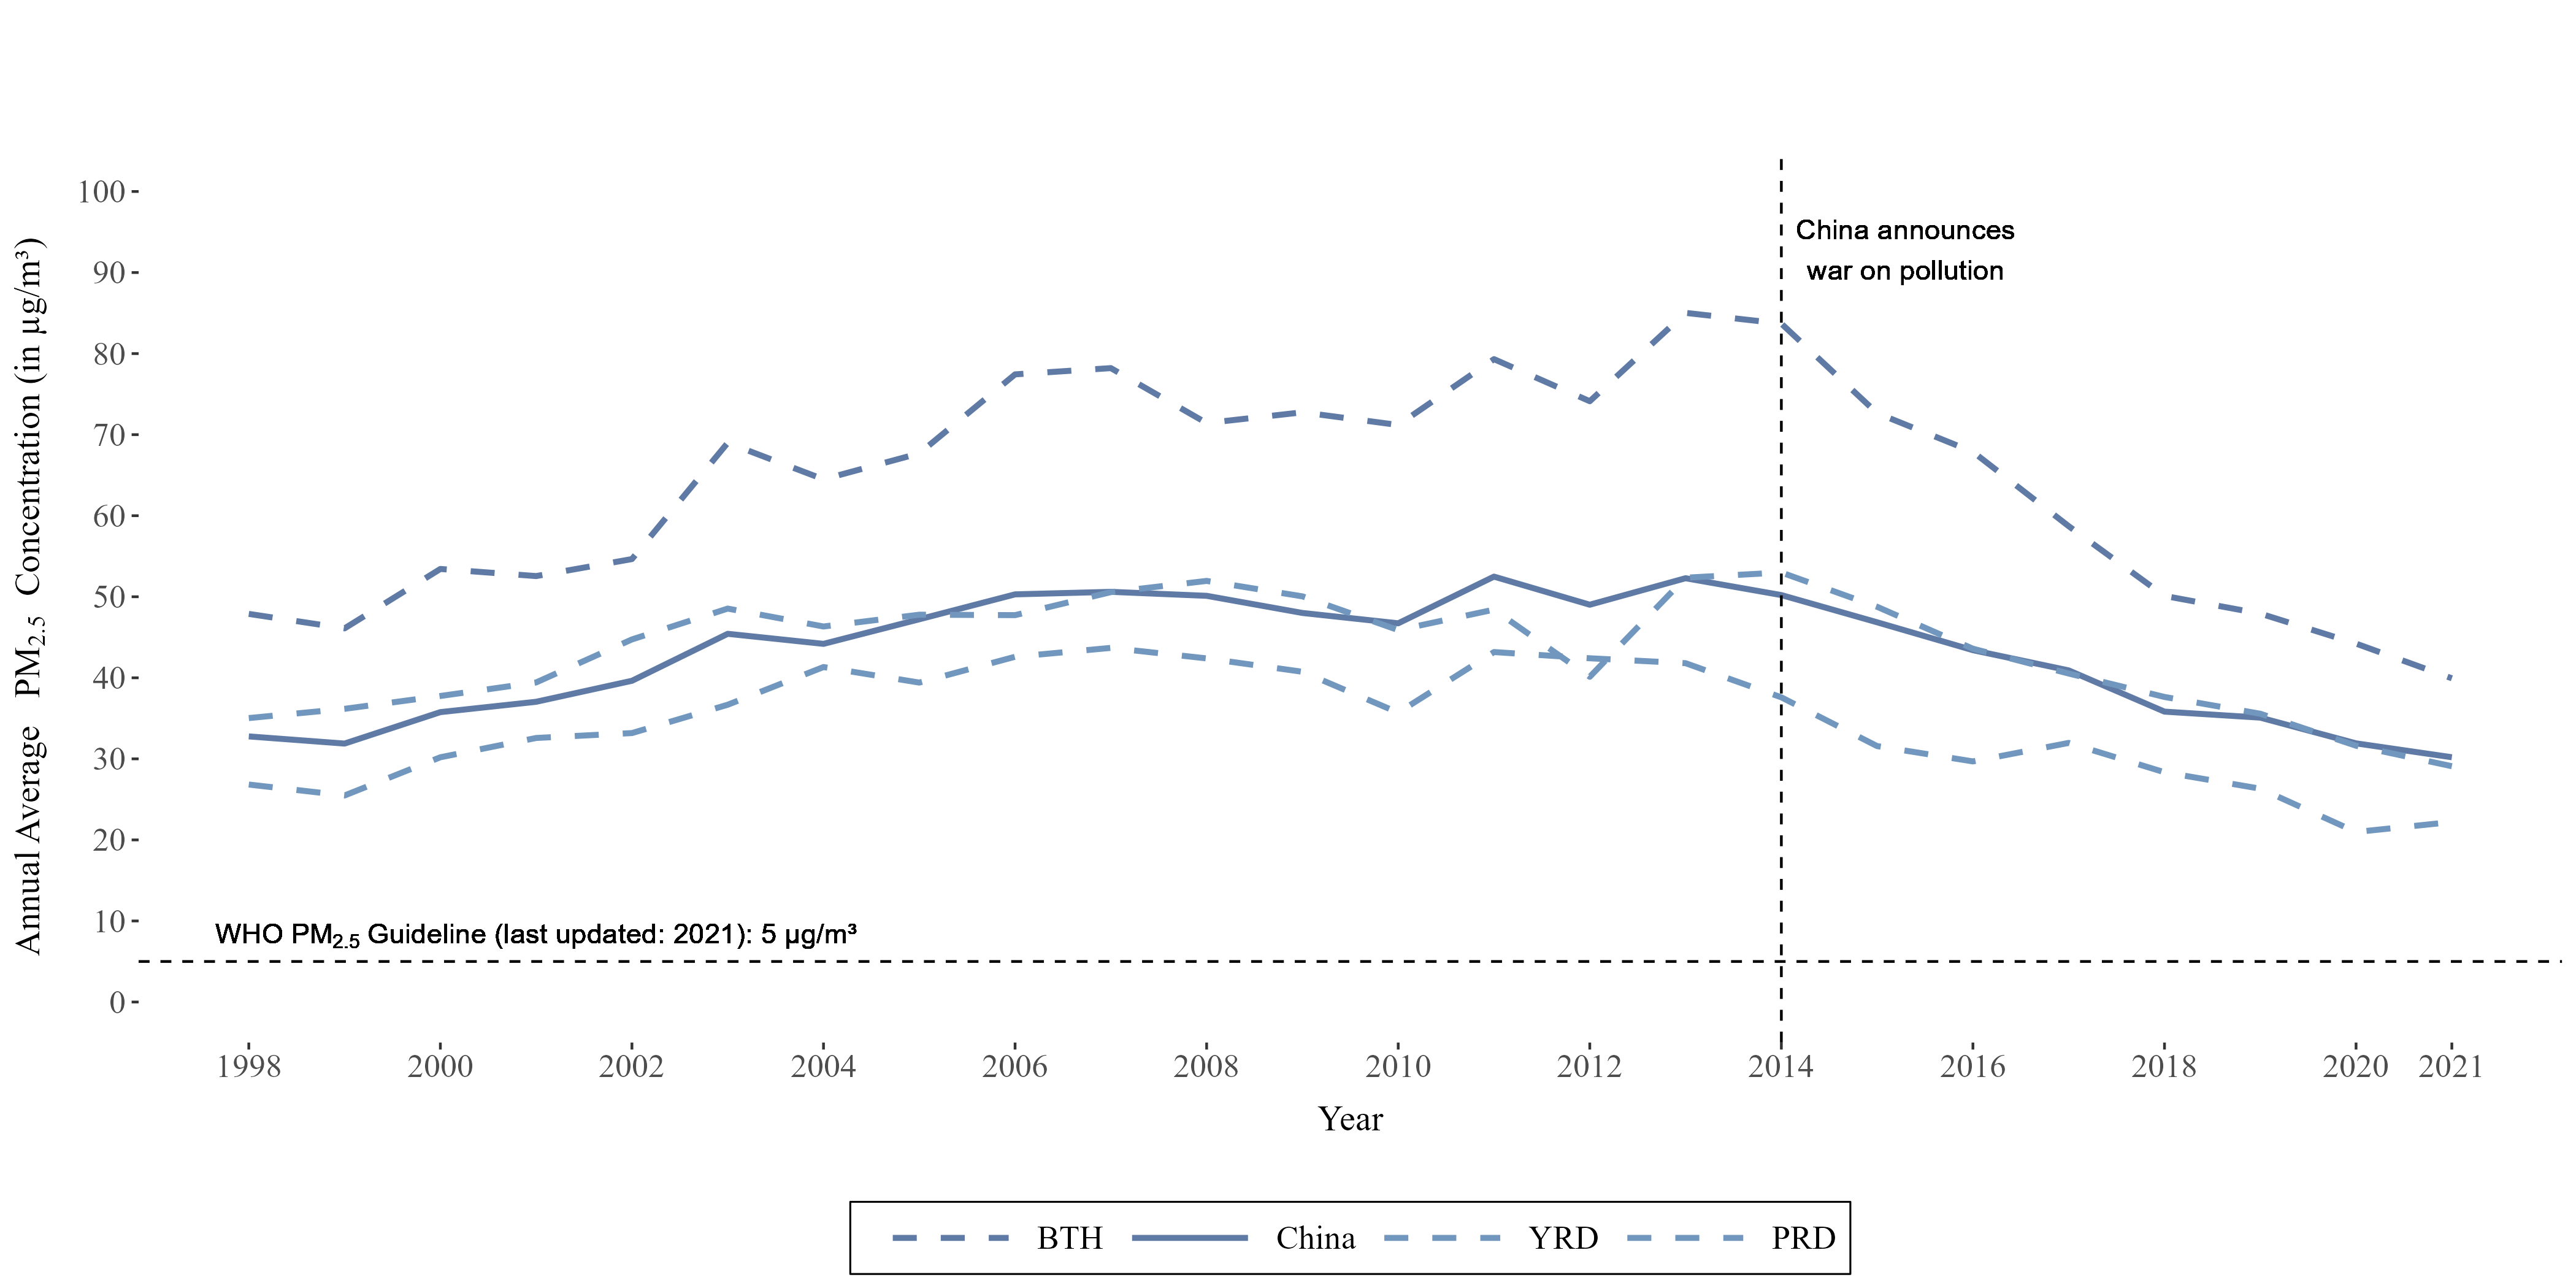 Annual Average PM2.5 Concentration (in µg/m³)
100
90
80
70
60
50
40
30
20
10
0
China announces
war on pollution
WHO PM2.5 Guideline (last updated: 2021): 5 µg/m³
1998 2000 2002 2004 2006 2008 2010 2012 2014 2016 2018 2020 2021
Year
BTH China YRD PRD